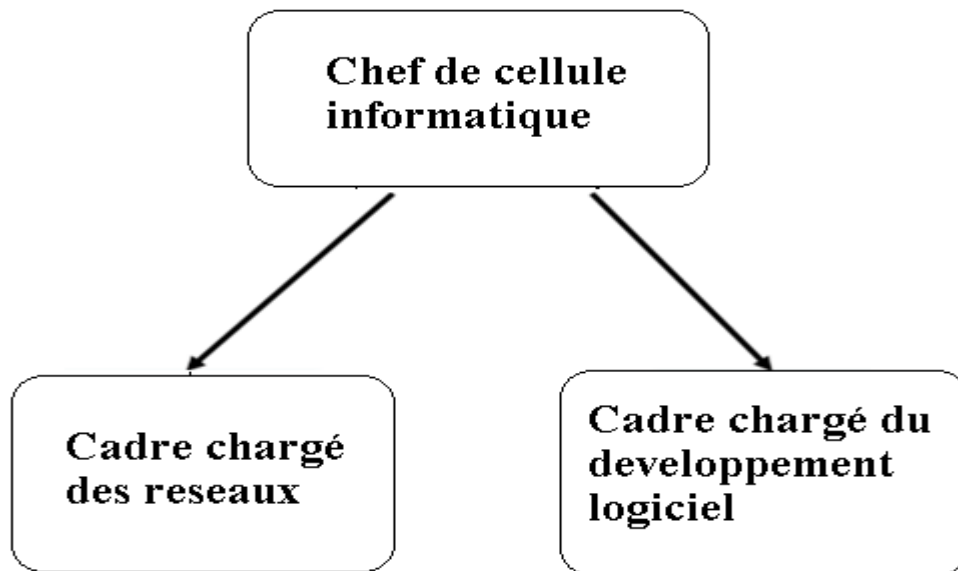 Chef de cellule
informatique
Cadre chargé
des reseaux
Cadre chargé du
developpement
logiciel